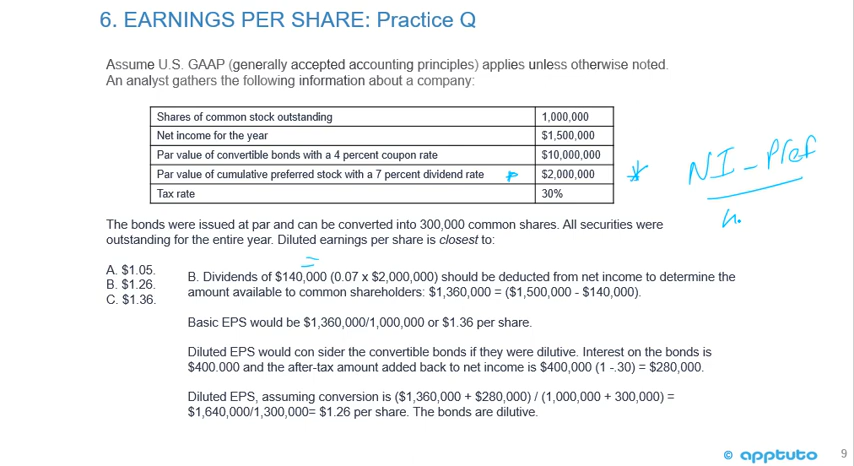 6. EARNINGS PER SHARE: Practice Q
Assume U.S. GAAP (generally accepted accounting principles) applies unless otherwise noted.
An analyst gathers the following information about a company:
Shares of common stock outstanding 1,000,000
Net income for the year $1,500,000
Par value of convertible bonds with a 4 percent coupon rate $10,000,000
Par value of cumulative preferred stock with a 7 percent dividend rate P $2,000,000 *
Tax rate 30%
NI - Pref
n.
The bonds were issued at par and can be converted into 300,000 common shares. All securities were
outstanding for the entire year. Diluted earnings per share is closest to:
A. $1.05.
B. $1.26.
C. $1.36.
B. Dividends of $140,000 (0.07 x $2,000,000) should be deducted from net income to determine the
amount available to common shareholders: $1,360,000 = ($1,500,000 - $140,000).
Basic EPS would be $1,360,000/1,000,000 or $1.36 per share.
Diluted EPS would con sider the convertible bonds if they were dilutive. Interest on the bonds is
$400.000 and the after-tax amount added back to net income is $400,000 (1 -.30) = $280,000.
Diluted EPS, assuming conversion is ($1,360,000 + $280,000) / (1,000,000 + 300,000) =
$1,640,000/1,300,000= $1.26 per share. The bonds are dilutive.
© apptuto 9